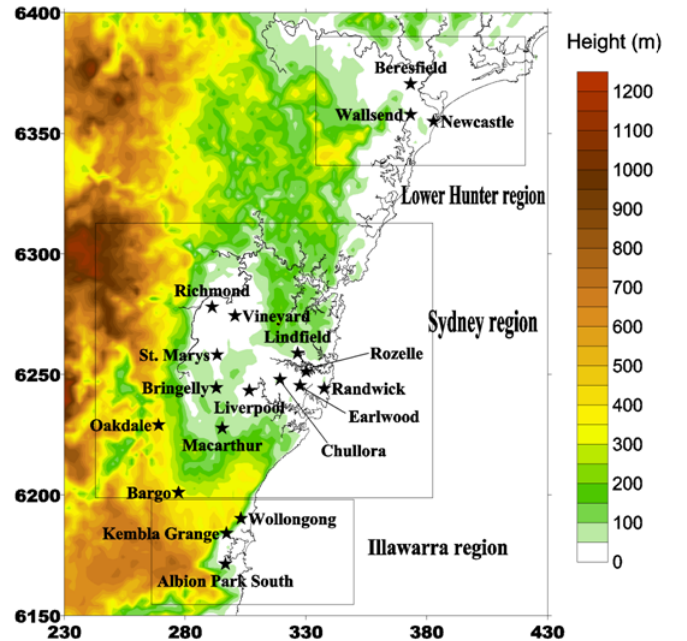 6400
Height (m)
Beresfield
1200
Wallsend
Newcastle
1100
6350
1000
Lower Hunter region
900
800
6300
Richmond
700
Vineyard
Sydney region
600
Lindfield
Rozelle
St. Marys
500
6250
Bringelly
Randwick
400
Liverpool
Earlwood
Oakdale
300
Macarthur
Chullora
200
Bargo
6200
100
Wollongong
Kembla Grange
Illawarra region
0
Albion Park South
6150
230 280 330 380 430